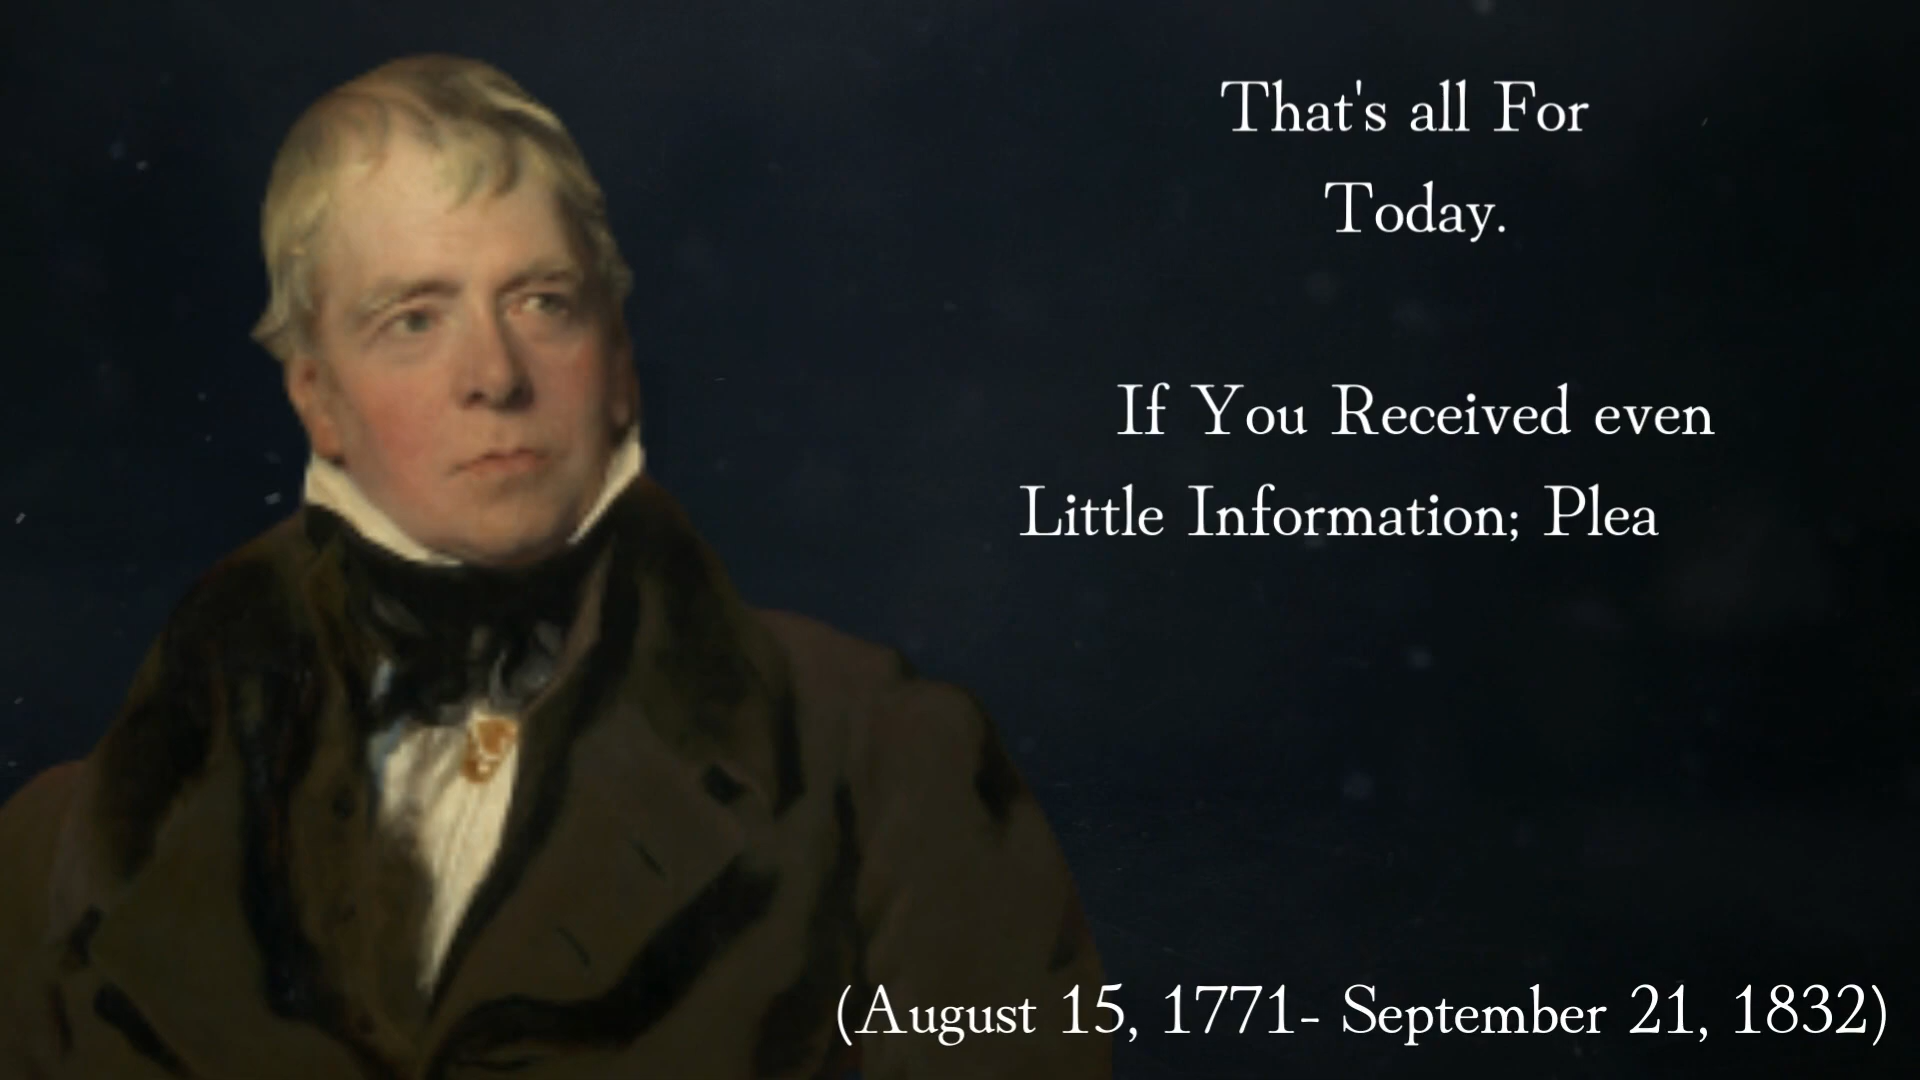 That's all For
Today.
If You Received even
Little Information; Plea
(August 15, 1771- September 21, 1832)